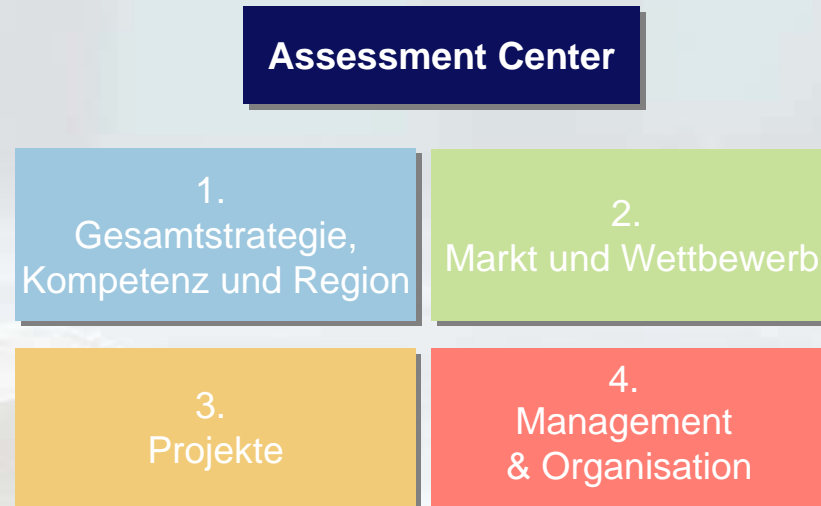 Assessment Center
1.
Gesamtstrategie,
Kompetenz und Region
2.
Markt und Wettbewerb
3.
Projekte
4.
Management
& Organisation